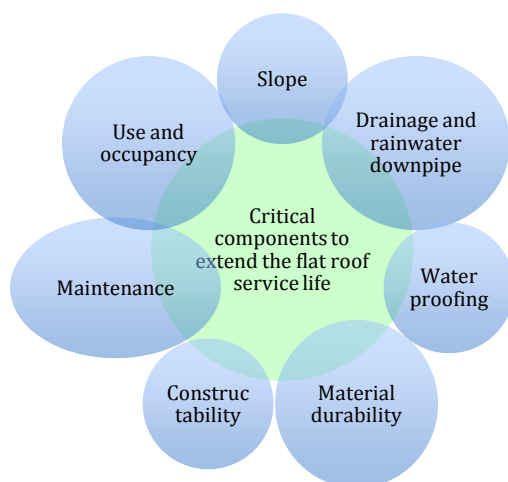 Slope
Drainage and
rainwater
downpipe
Water
proofing
Material
durability
Construc
tability
Maintenance
Use and
occupancy
Critical
components to
extend the flat roof
service life